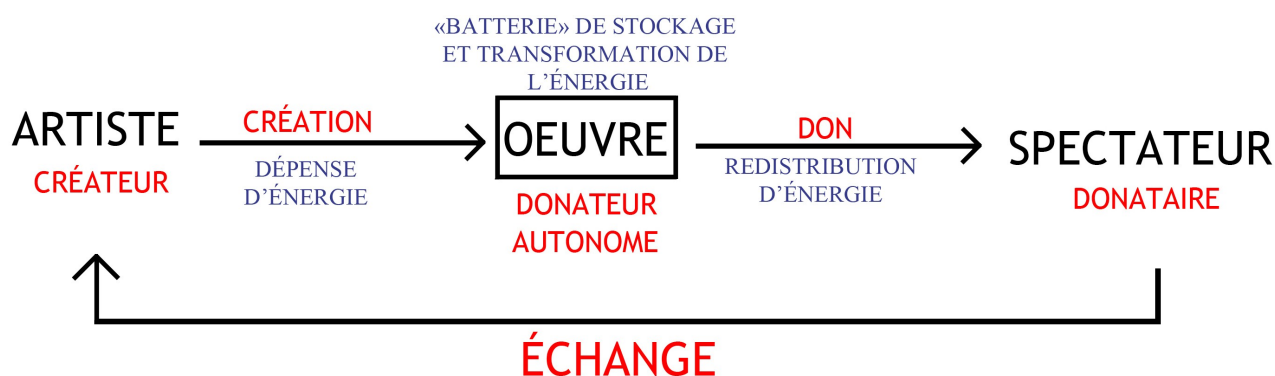 «BATTERIE» DE STOCKAGE
ET TRANSFORMATION DE
L’ÉNERGIE
ARTISTE
CRÉATEUR
CRÉATION
DÉPENSE
D’ÉNERGIE
OEUVRE
DONATEUR
AUTONOME
DON
REDISTRIBUTION
D’ÉNERGIE
SPECTATEUR
DONATAIRE
ÉCHANGE